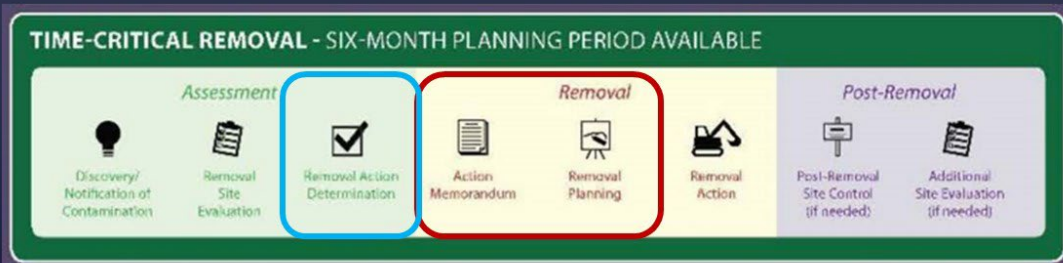 TIME-CRITICAL REMOVAL - SIX-MONTH PLANNING PERIOD AVAILABLE
Assessment
Discovery/
Notification of
Contamination
Removal
Site
Evaluation
Removal Action
Determination
Removal
Action
Memorandum
Removal
Planning
Removal
Action
Post-Removal
Post-Removal
Site Control
(if needed)
Additional
Site Evaluation
(if needed)